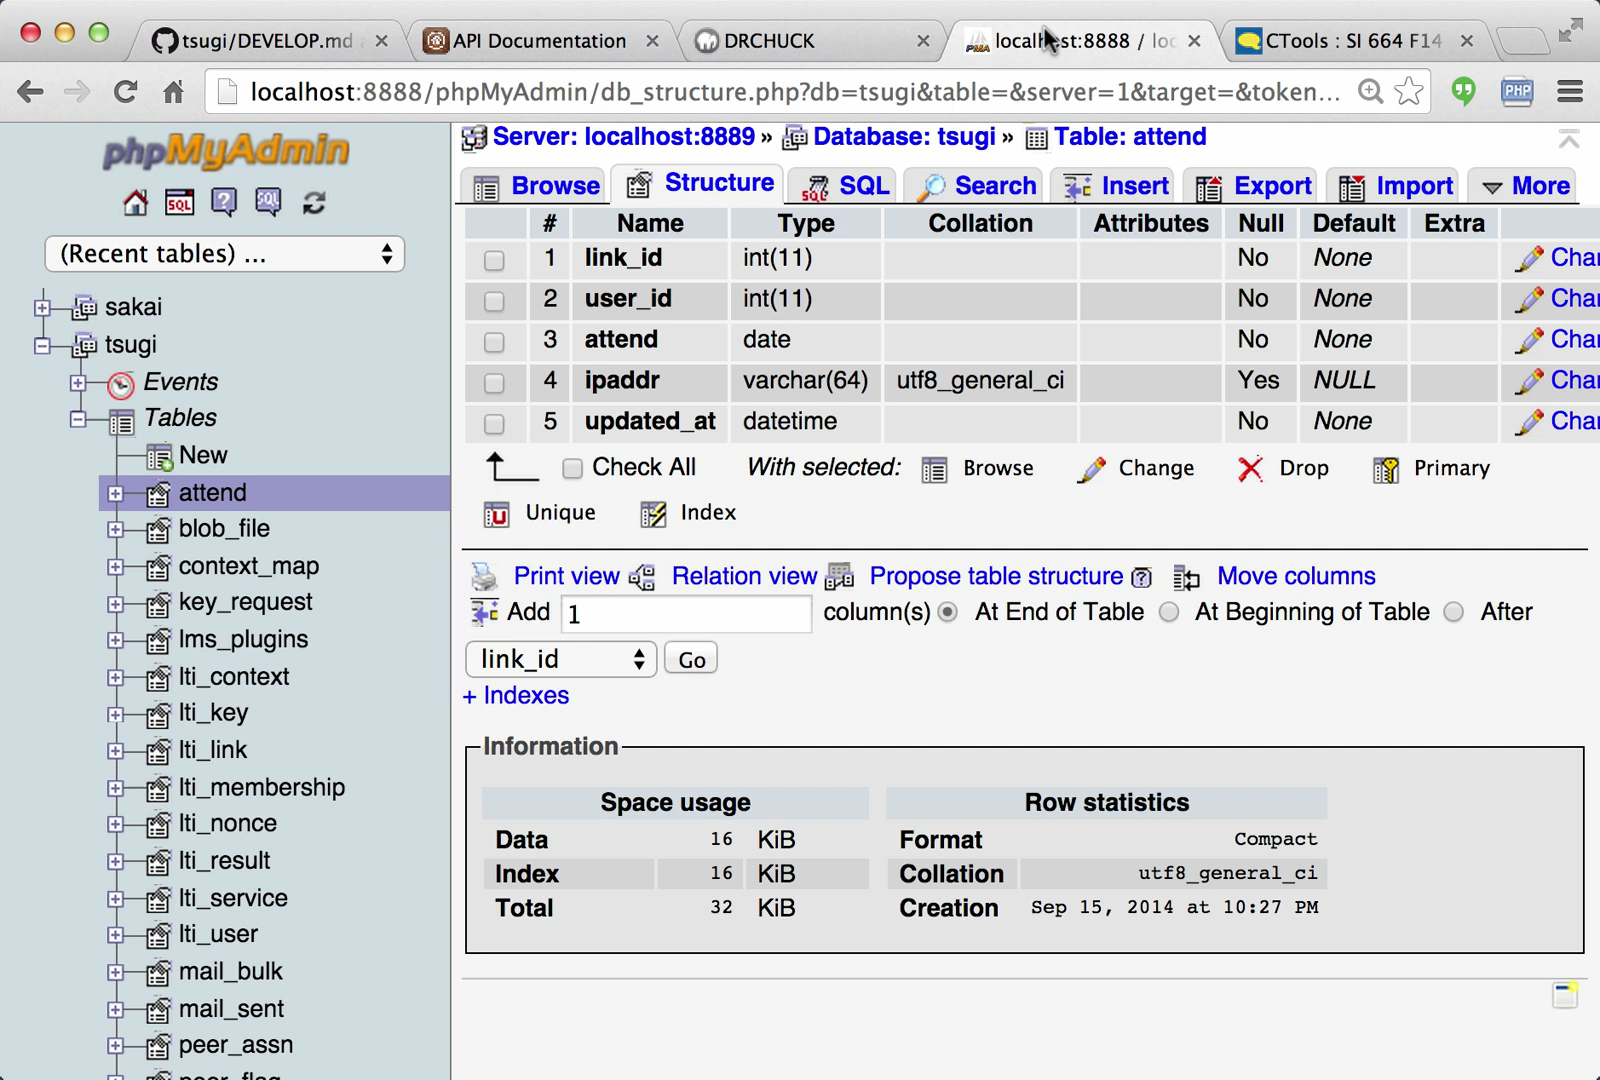 tsugi/DEVELOP.md
API Documentation
DRCHUCK
localhost:8888 / loc
CTools : SI 664 F14
localhost:8888/phpMyAdmin/db_structure.php?db=tsugi&table=&server=1&target=&token...
PHP
phpMyAdmin
SQL
SQL
(Recent tables) ...
sakai
tsugi
Events
Tables
New
attend
blob_file
context_map
key_request
lms_plugins
lti_context
lti_key
lti_link
lti_membership
lti_nonce
lti_result
lti_service
lti_user
mail_bulk
mail_sent
peer_assn
peer_flag
Server: localhost:8889 » Database: tsugi » Table: attend
Browse Structure SQL Search Insert Export Import More
# Name Type Collation Attributes Null Default Extra
1 link_id int(11) No None Char
2 user_id int(11) No None Char
3 attend date No None Char
4 ipaddr varchar(64) utf8_general_ci Yes NULL Char
5 updated_at datetime No None Char
Check All With selected: Browse Change Drop Primary
Unique Index
Print view Relation view Propose table structure Move columns
Add 1 column(s) At End of Table At Beginning of Table After
link_id Go
+ Indexes
Information
Space usage
Data 16 KiB
Index 16 KiB
Total 32 KiB
Row statistics
Format Compact
Collation utf8_general_ci
Creation Sep 15, 2014 at 10:27 PM